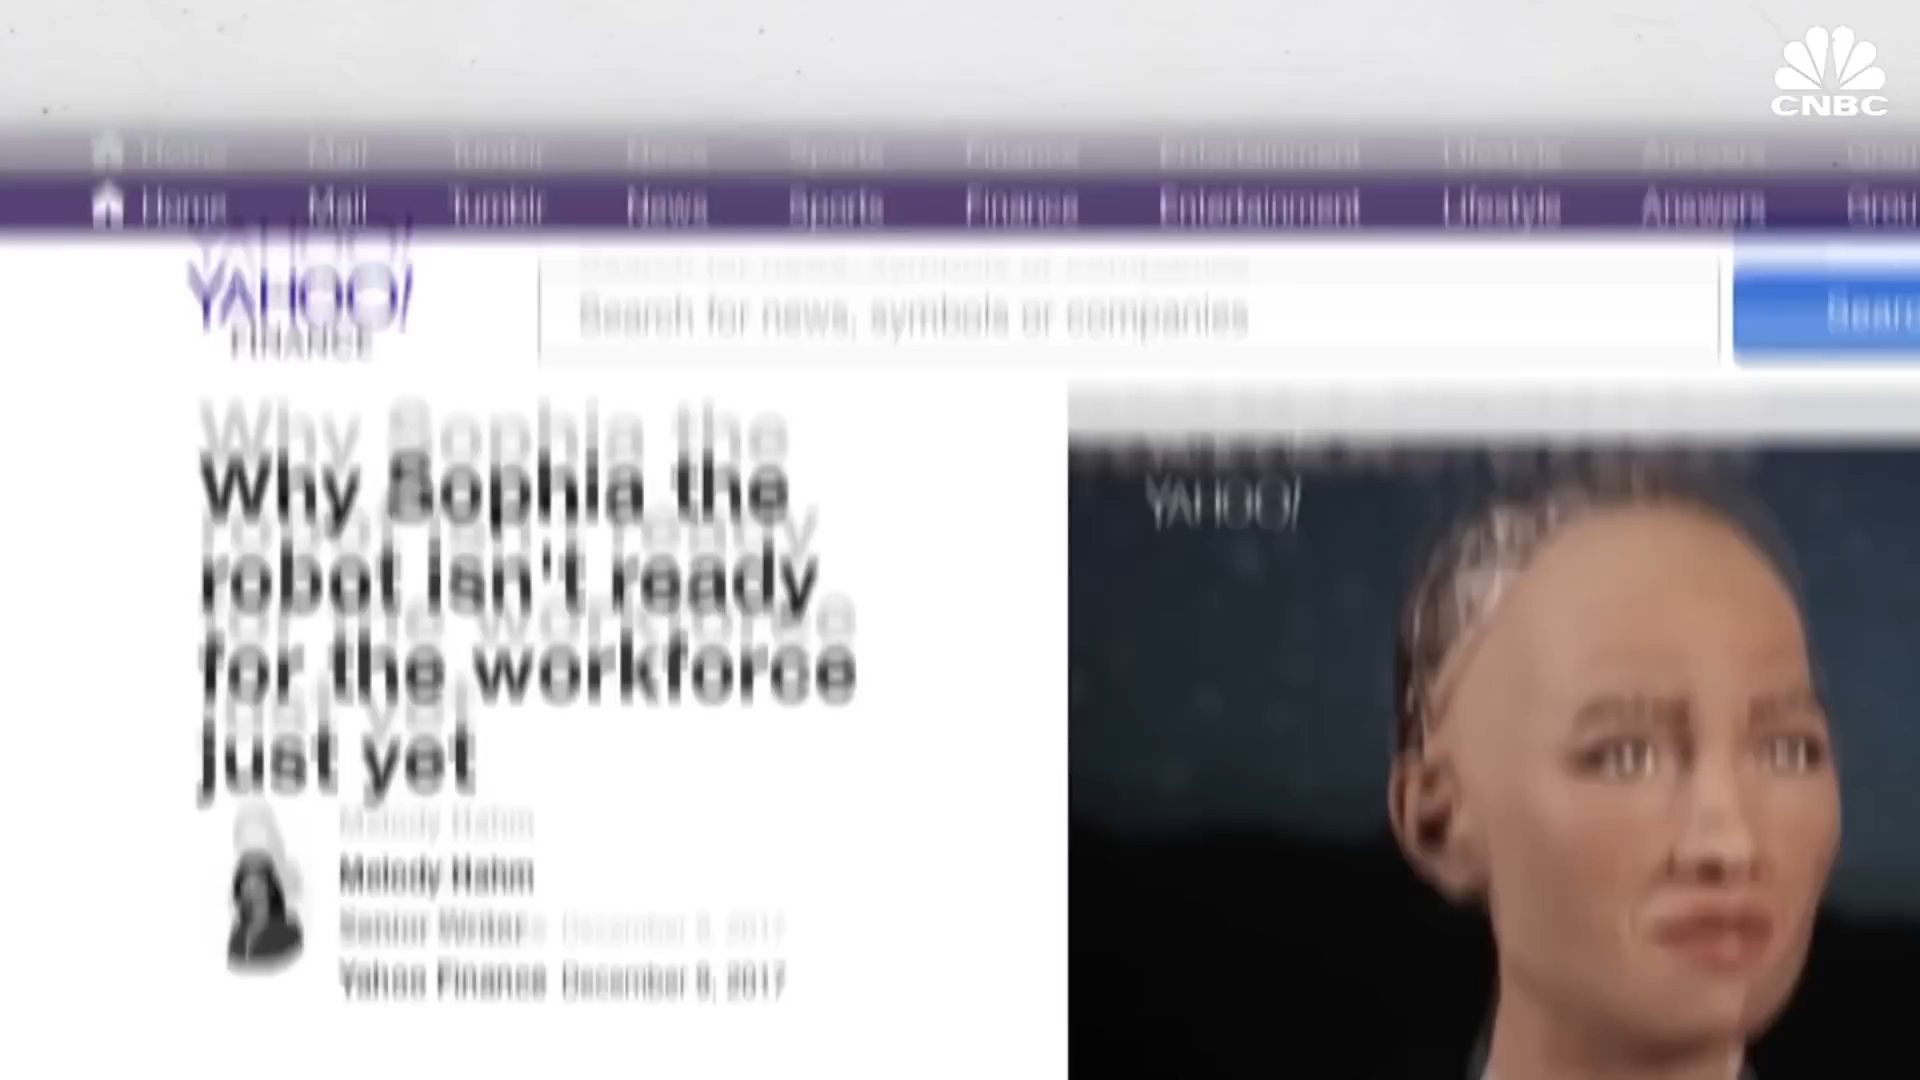 CNBC
Home Mail Tumblr News Sports Finance Entertainment Lifestyle Answers
YAHOO!
FINANCE
Search for news, symbols or companies
Why Sophia the
robot isn't ready
for the workforce
just yet
YAHOO!
Melody Hahm
Senior Writer
Yahoo Finance December 8, 2017